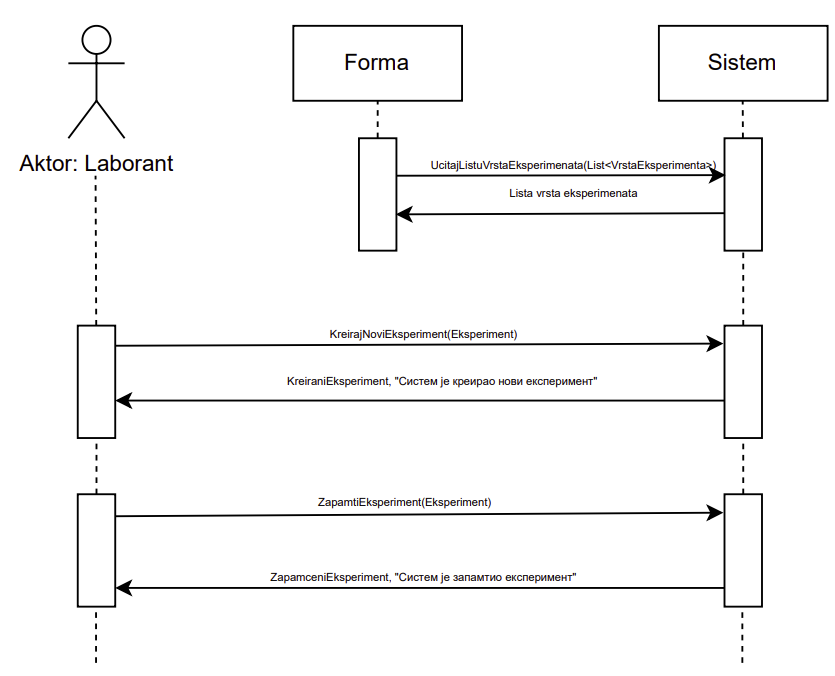 Forma
Sistem
Aktor: Laborant
UcitajListuVrstaEksperimenata(List<VrstaEksperimenta>)
Lista vrsta eksperimenata
KreirajNoviEksperiment(Eksperiment)
KreiraniEksperiment, "Систем је креирао нови експеримент"
ZapamtiEksperiment(Eksperiment)
ZapamceniEksperiment, "Систем је запамтио експеримент"